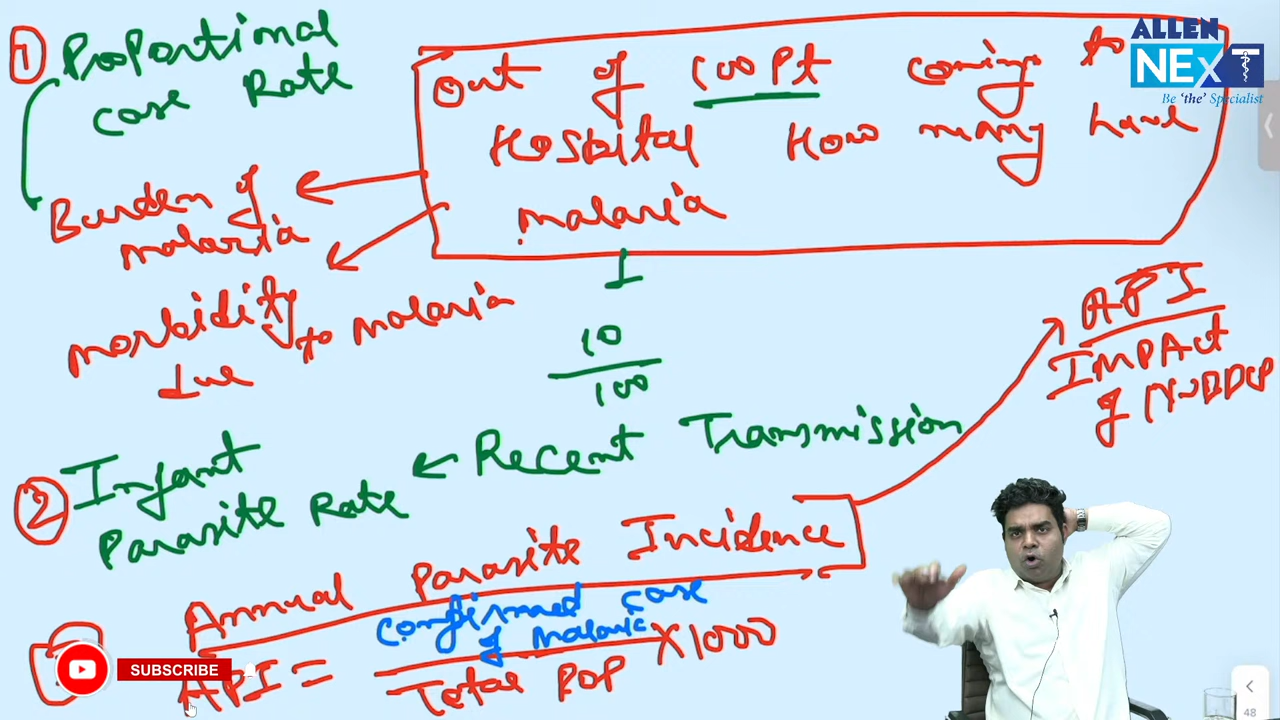 ALLEN
NEXT
Be 'the' Specialist
① Proportional
case Rate
Out of 100 Pt coming to
Hospital How many have
malaria
Burden of
malaria
morbidity
due to malaria
10
100
API
IMPAct
of NVBDCP
② Infant
Parasite Rate ← Recent Transmission
Annual Parasite Incidence
confirmed case
of malaria
API = Total POP X 1000
SUBSCRIBE
48